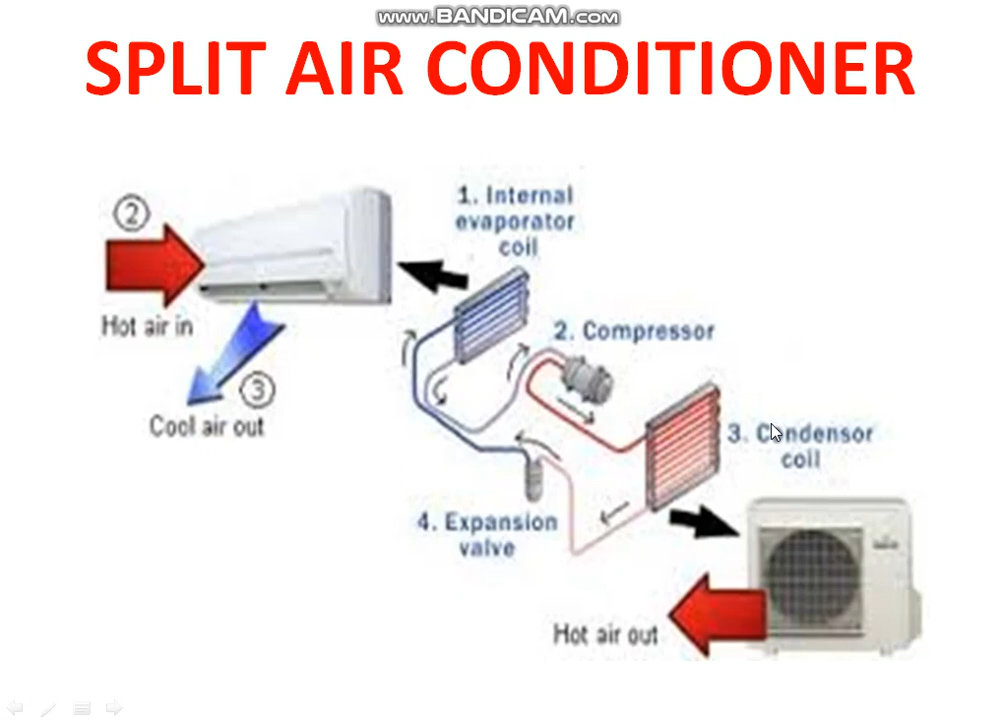 www.BANDICAM.com
SPLIT AIR CONDITIONER
2
Hot air in
3
Cool air out
1. Internal
evaporator
coil
2. Compressor
3. Condensor
coil
4. Expansion
valve
Hot air out